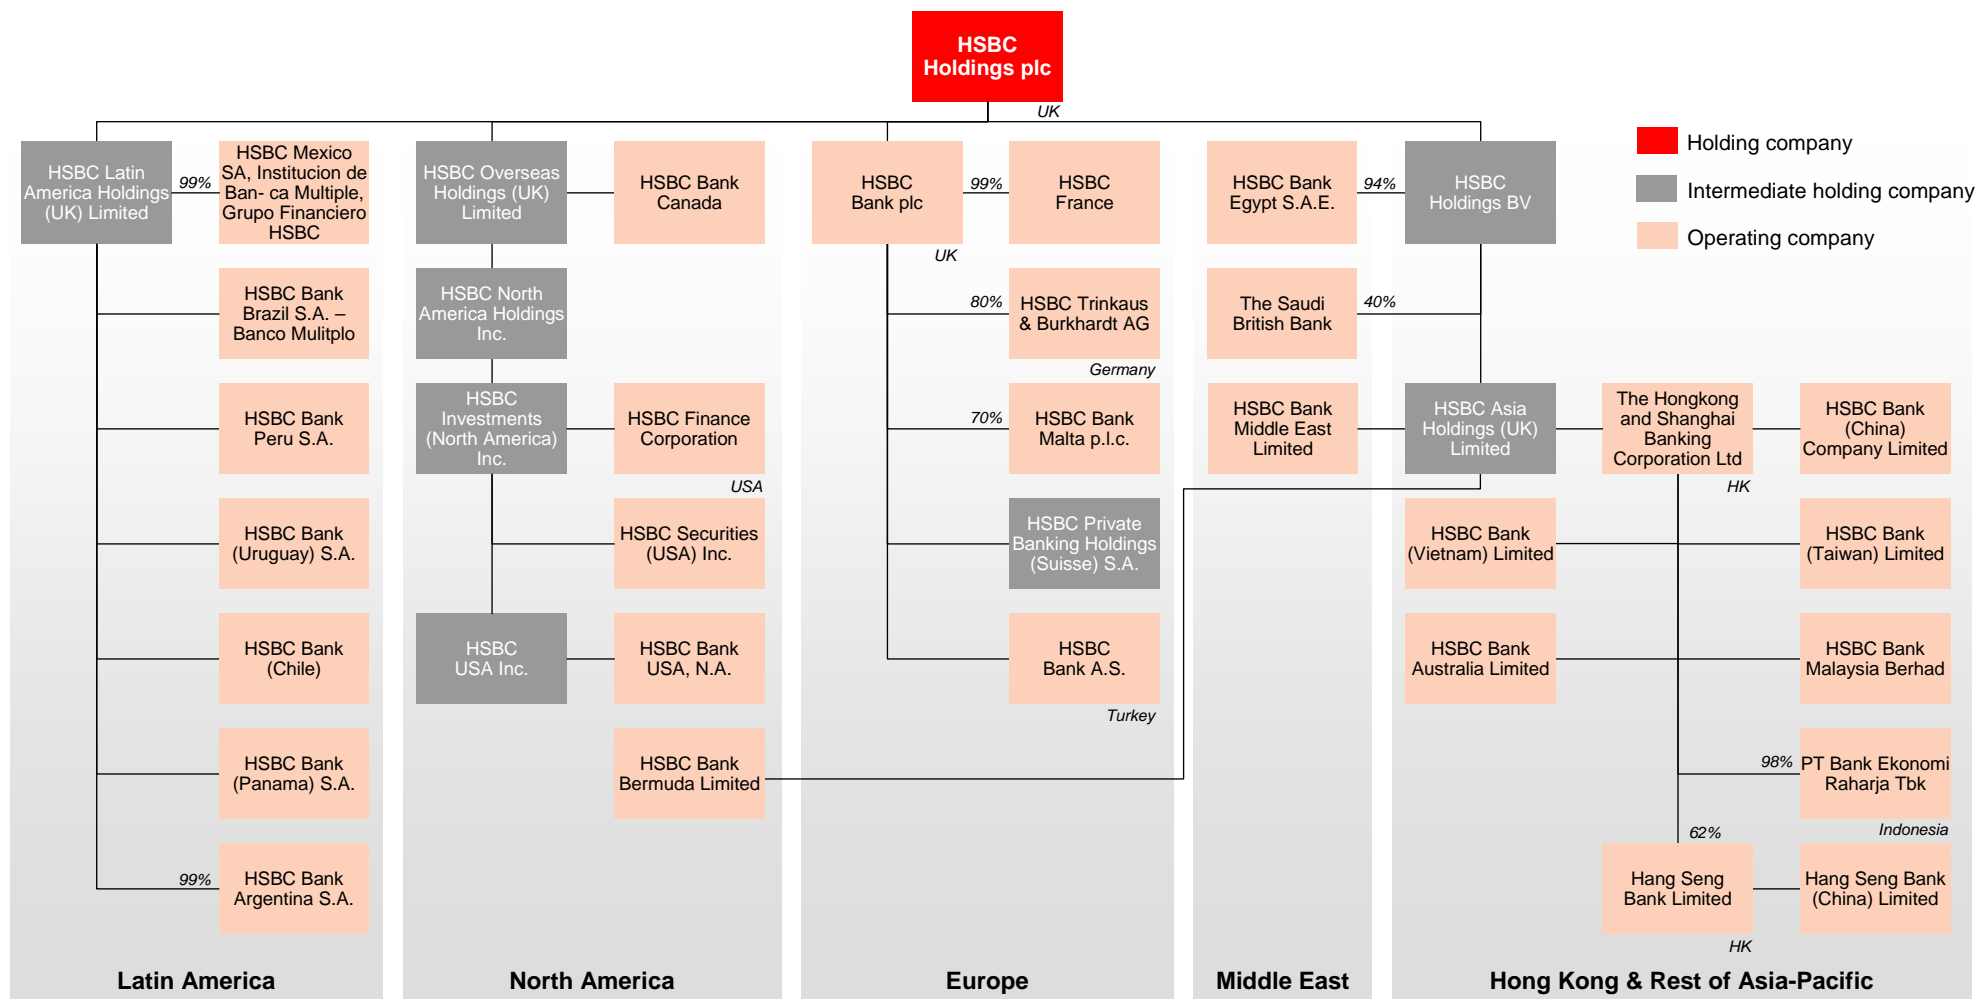 HSBC
Holdings plc
UK
Holding company
Intermediate holding company
Operating company
HSBC Latin
America Holdings
(UK) Limited
99%
HSBC Mexico
SA, Institucion de
Ban- ca Multiple,
Grupo Financiero
HSBC
HSBC Bank
Brazil S.A. –
Banco Mulitplo
HSBC Bank
Peru S.A.
HSBC Bank
(Uruguay) S.A.
HSBC Bank
(Chile)
HSBC Bank
(Panama) S.A.
99%
HSBC Bank
Argentina S.A.
Latin America
HSBC Overseas
Holdings (UK)
Limited
HSBC Bank
Canada
HSBC North
America Holdings
Inc.
HSBC
Investments
(North America)
Inc.
HSBC Finance
Corporation
USA
HSBC Securities
(USA) Inc.
HSBC
USA Inc.
HSBC Bank
USA, N.A.
HSBC Bank
Bermuda Limited
North America
HSBC
Bank plc
UK
99%
HSBC
France
80%
HSBC Trinkaus
& Burkhardt AG
Germany
70%
HSBC Bank
Malta p.l.c.
HSBC Private
Banking Holdings
(Suisse) S.A.
HSBC
Bank A.S.
Turkey
Europe
HSBC Bank
Egypt S.A.E.
94%
The Saudi
British Bank
40%
HSBC Bank
Middle East
Limited
Middle East
HSBC
Holdings BV
HSBC Asia
Holdings (UK)
Limited
The Hongkong
and Shanghai
Banking
Corporation Ltd
HK
HSBC Bank
(China)
Company Limited
HSBC Bank
(Vietnam) Limited
HSBC Bank
(Taiwan) Limited
HSBC Bank
Australia Limited
HSBC Bank
Malaysia Berhad
98%
PT Bank Ekonomi
Raharja Tbk
Indonesia
62%
Hang Seng
Bank Limited
HK
Hang Seng Bank
(China) Limited
Hong Kong & Rest of Asia-Pacific